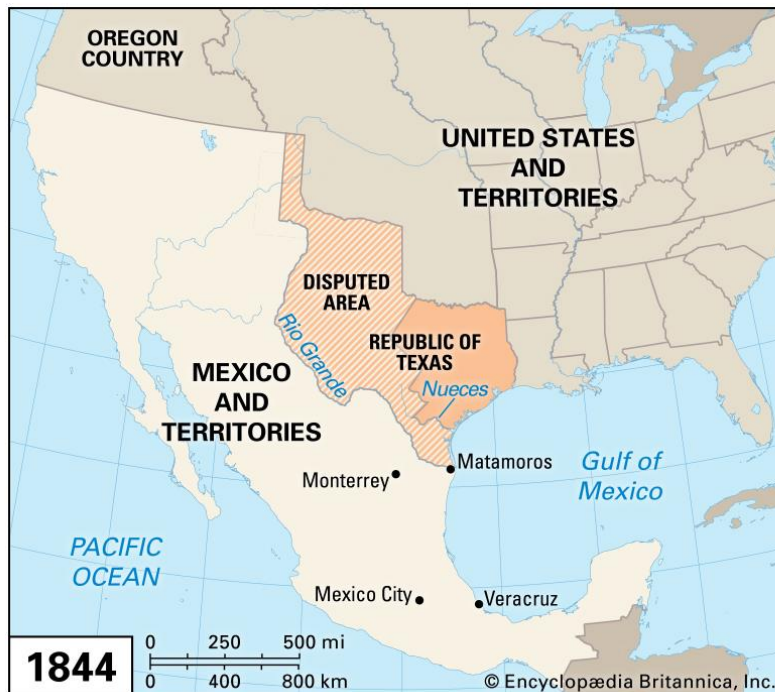 OREGON
COUNTRY
UNITED STATES
AND
TERRITORIES
DISPUTED
AREA
Rio Grande
REPUBLIC OF
TEXAS
Nueces
MEXICO
AND
TERRITORIES
Matamoros
Monterrey
Gulf of
Mexico
PACIFIC
OCEAN
Mexico City
Veracruz
1844
0 250 500 mi
0 400 800 km
© Encyclopædia Britannica, Inc.